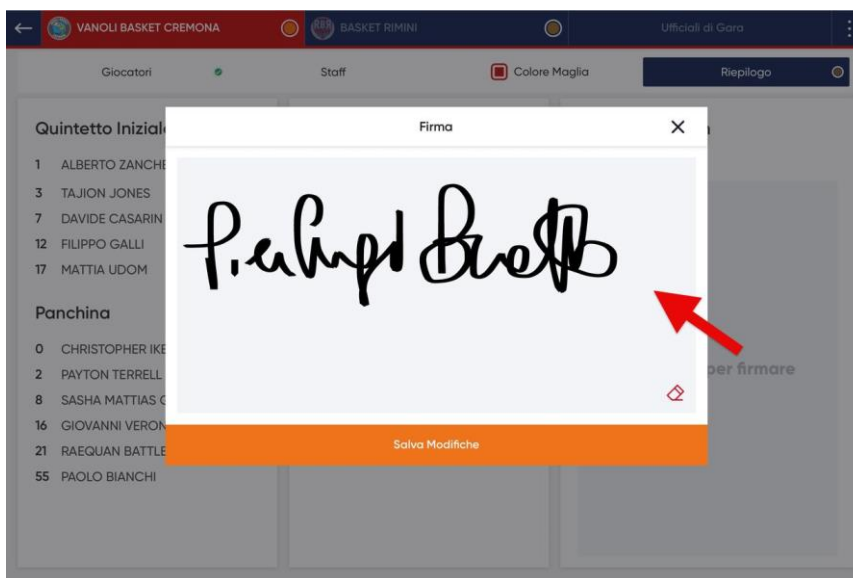 VANOLI BASKET CREMONA
BASKET RIMINI
Ufficiali di Gara
Giocatori
Staff
Colore Maglia
Riepilogo
Firma
Quintetto Inizial
1 ALBERTO ZANCHE
3 TAJION JONES
7 DAVIDE CASARIN
12 FILIPPO GALLI
17 MATTIA UDOM
Panchina
0 CHRISTOPHER IKE
2 PAYTON TERRELL
8 SASHA MATTIAS
16 GIOVANNI VERON
21 RAEQUAN BATTLE
55 PAOLO BIANCHI
per firmare
Salva Modifiche